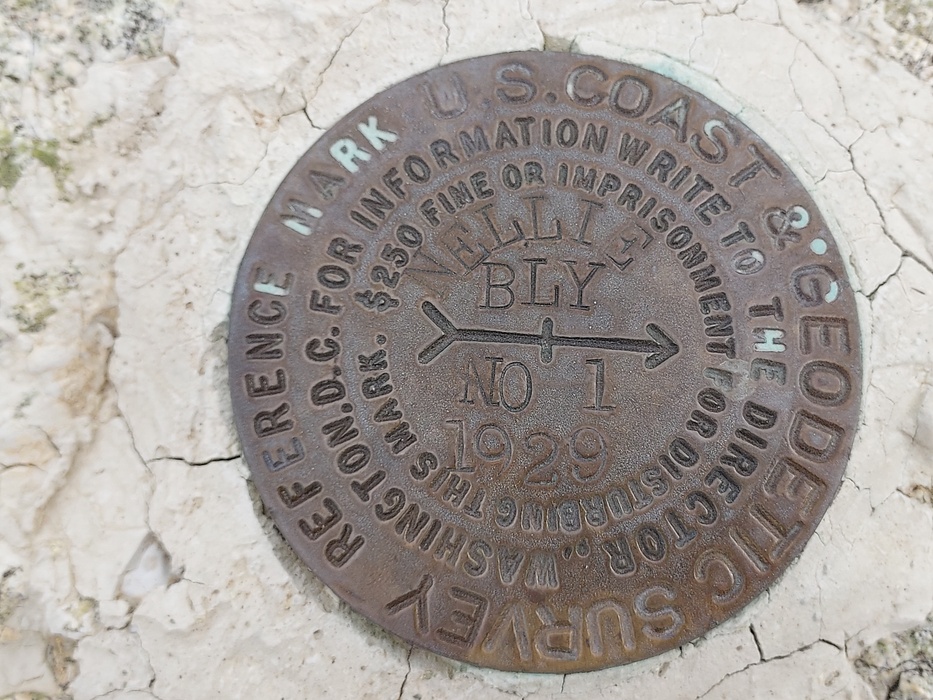 U.S. COAST & GEODETIC SURVEY
REFERENCE MARK
FOR INFORMATION WRITE TO THE DIRECTOR, WASHINGTON, D.C.
$250 FINE OR IMPRISONMENT FOR DISTURBING THIS MARK.
NELLIE
BLY
NO 1
1929